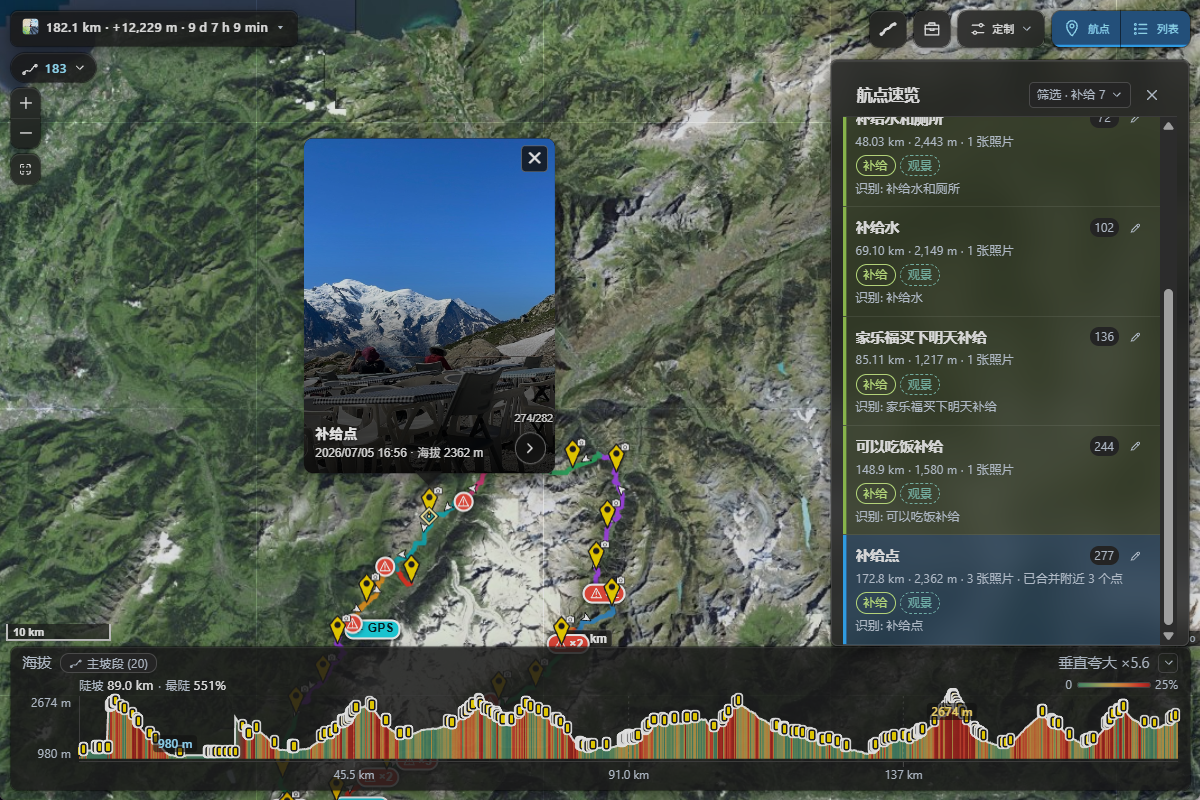 182.1 km · +12,229 m · 9 d 7 h 9 min
定制
航点
列表
183
+
−
航点速览
筛选 · 补给 7
补给水和厕所
72
48.03 km · 2,443 m · 1 张照片
补给
观景
识别: 补给水和厕所
补给水
102
69.10 km · 2,149 m · 1 张照片
补给
观景
识别: 补给水
家乐福买下明天补给
136
85.11 km · 1,217 m · 1 张照片
补给
观景
识别: 家乐福买下明天补给
可以吃饭补给
244
148.9 km · 1,580 m · 1 张照片
补给
观景
识别: 可以吃饭补给
补给点
277
172.8 km · 2,362 m · 3 张照片 · 已合并附近 3 个点
补给
观景
识别: 补给点
274/282
补给点
2026/07/05 16:56 · 海拔 2362 m
GPS
×2
km
10 km
海拔
主坡段 (20)
垂直夸大 ×5.6
陡坡 89.0 km · 最陡 551%
0
25%
2674 m
980 m
980 m
2674 m
45.5 km
91.0 km
137 km
×2